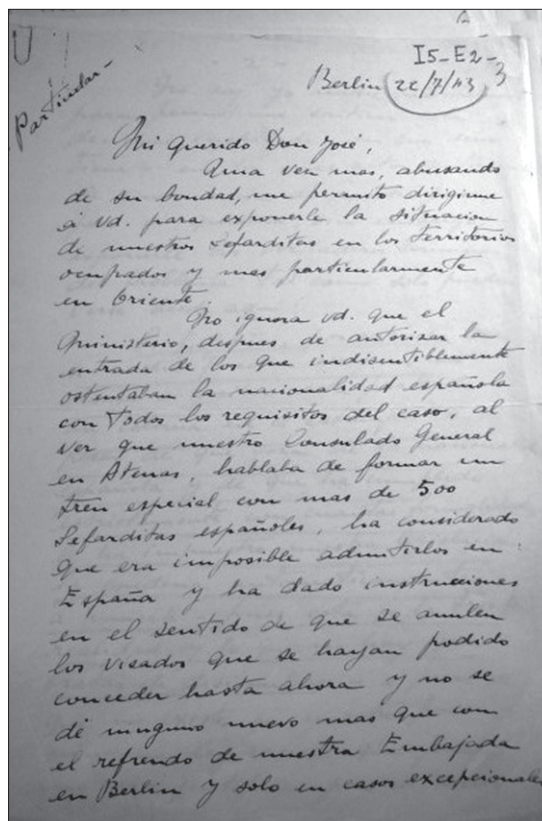 I5-E2-3
Particular
Berlin 22/7/43
Mi querido Don José,
Una vez mas, abusando
de su bondad, me permito dirigirme
á Vd. para exponerle la situacion
de nuestros Sefarditas en los territorios
ocupados y mas particularmente
en Oriente.
No ignora vd. que el
Ministerio, despues de autorizar la
entrada de los que indiscutiblemente
ostentaban la nacionalidad española
con todos los requisitos del caso, al
ver que nuestro Consulado General
en Atenas, hablaba de formar un
tren especial con mas de 500
Sefarditas españoles, ha considerado
que era imposible admitirlos en
España y ha dado instrucciones
en el sentido de que se anulen
los visados que se hayan podido
conceder hasta ahora y no se
dé ninguno nuevo mas que con
el refrendo de nuestra Embajada
en Berlin y solo en casos excepcionales